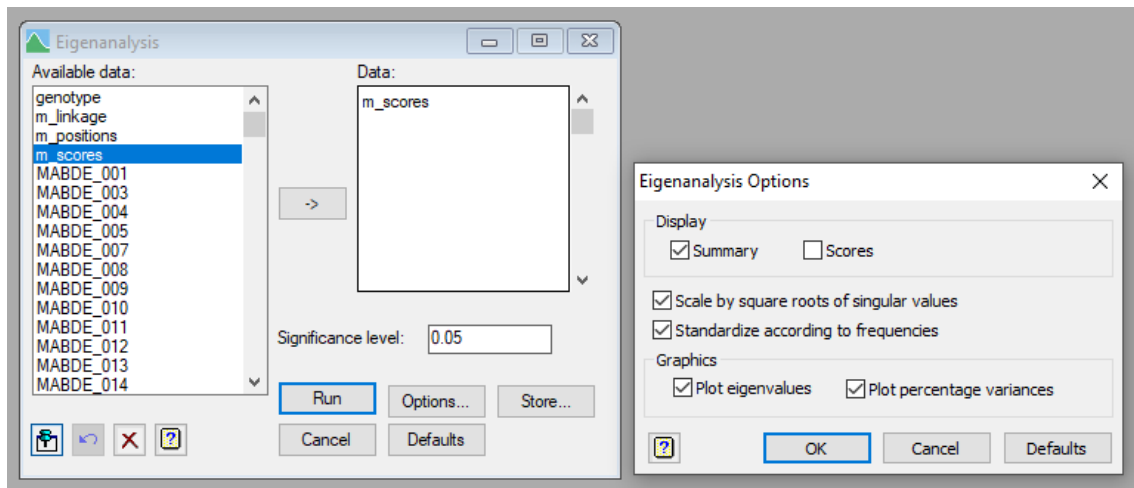 Eigenanalysis
Available data:
Data:
genotype
m_linkage
m_positions
m_scores
MABDE_001
MABDE_003
MABDE_004
MABDE_005
MABDE_007
MABDE_008
MABDE_009
MABDE_010
MABDE_011
MABDE_012
MABDE_013
MABDE_014
->
m_scores
Significance level: 0.05
Run Options... Store...
Cancel Defaults
?
Eigenanalysis Options
Display
Summary Scores
Scale by square roots of singular values
Standardize according to frequencies
Graphics
Plot eigenvalues Plot percentage variances
? OK Cancel Defaults